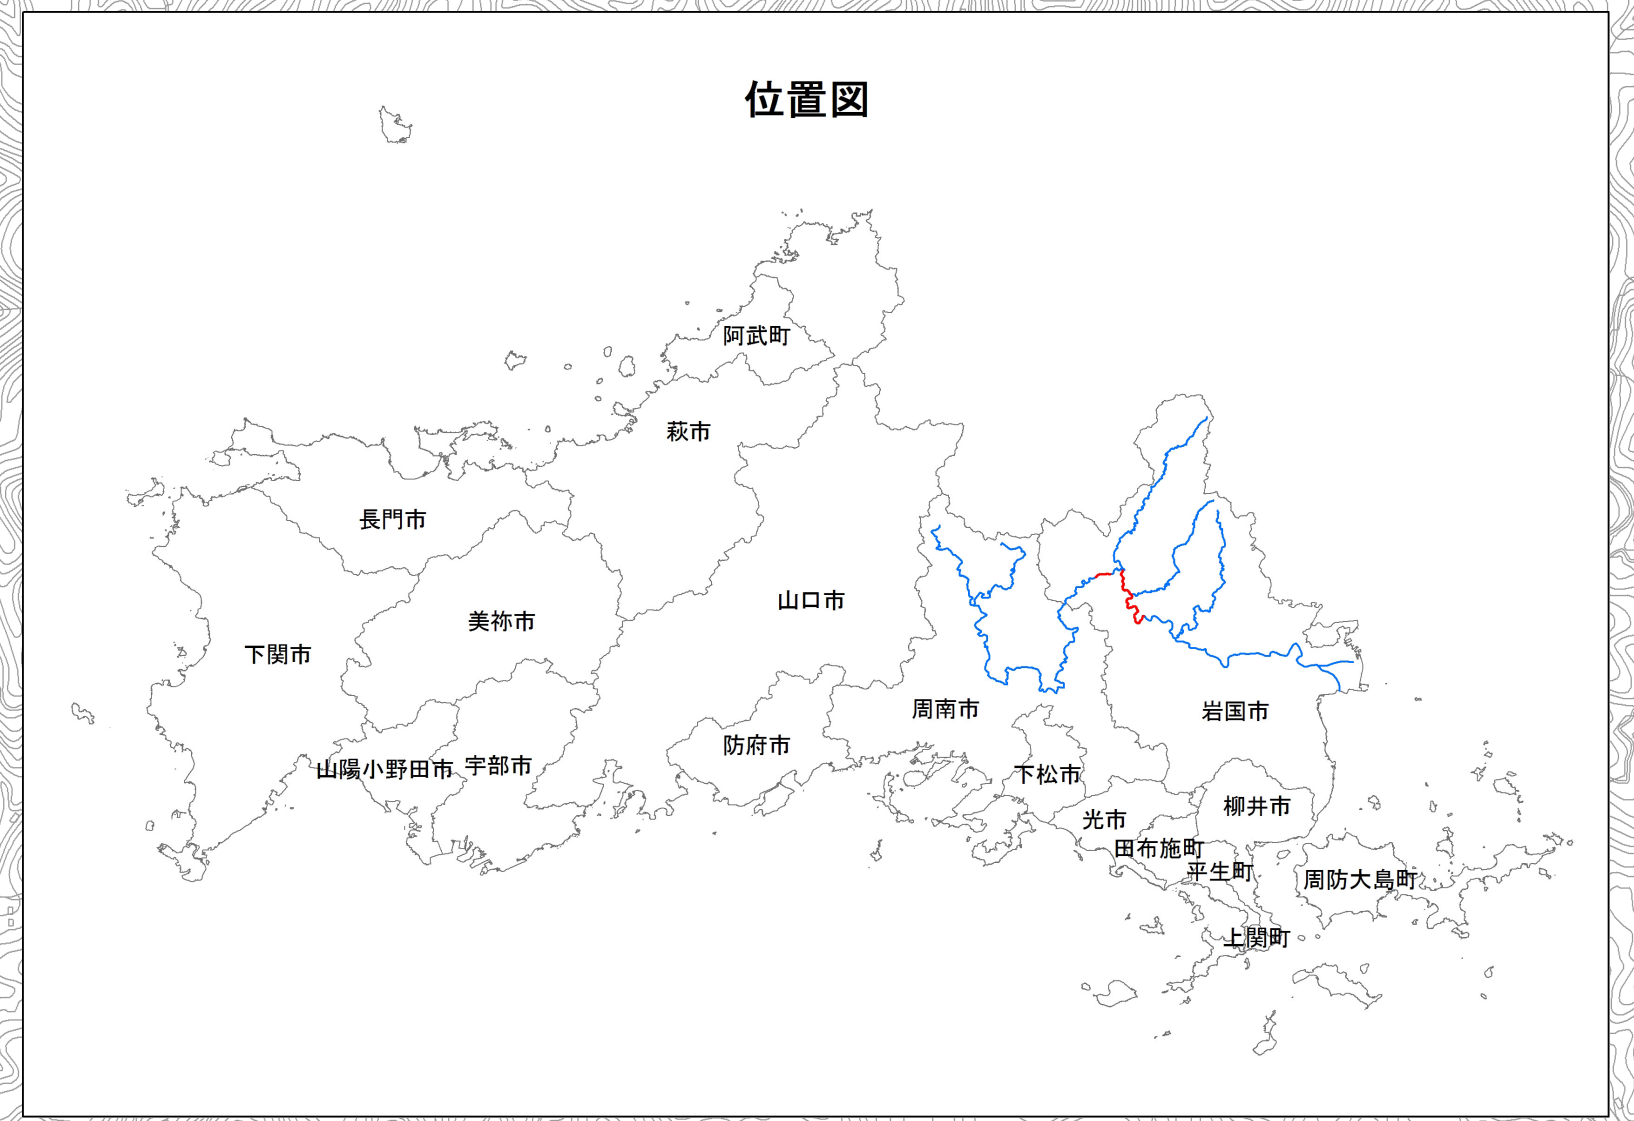 位置図
阿武町
萩市
長門市
山口市
美祢市
下関市
周南市
岩国市
防府市
山陽小野田市
宇部市
下松市
柳井市
光市
田布施町
平生町
周防大島町
上関町